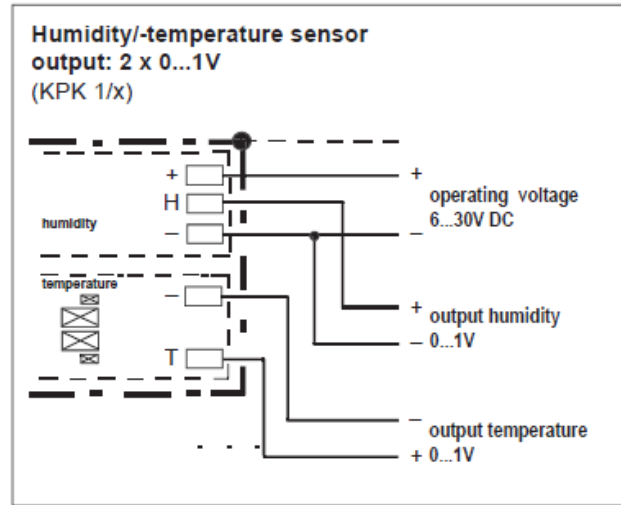 Humidity/-temperature sensor
output: 2 x 0...1V
(KPK 1/x)
+
+
H
operating voltage
6...30V DC
humidity
–
–
temperature
–
+ output humidity
– 0...1V
T
– output temperature
+ 0...1V